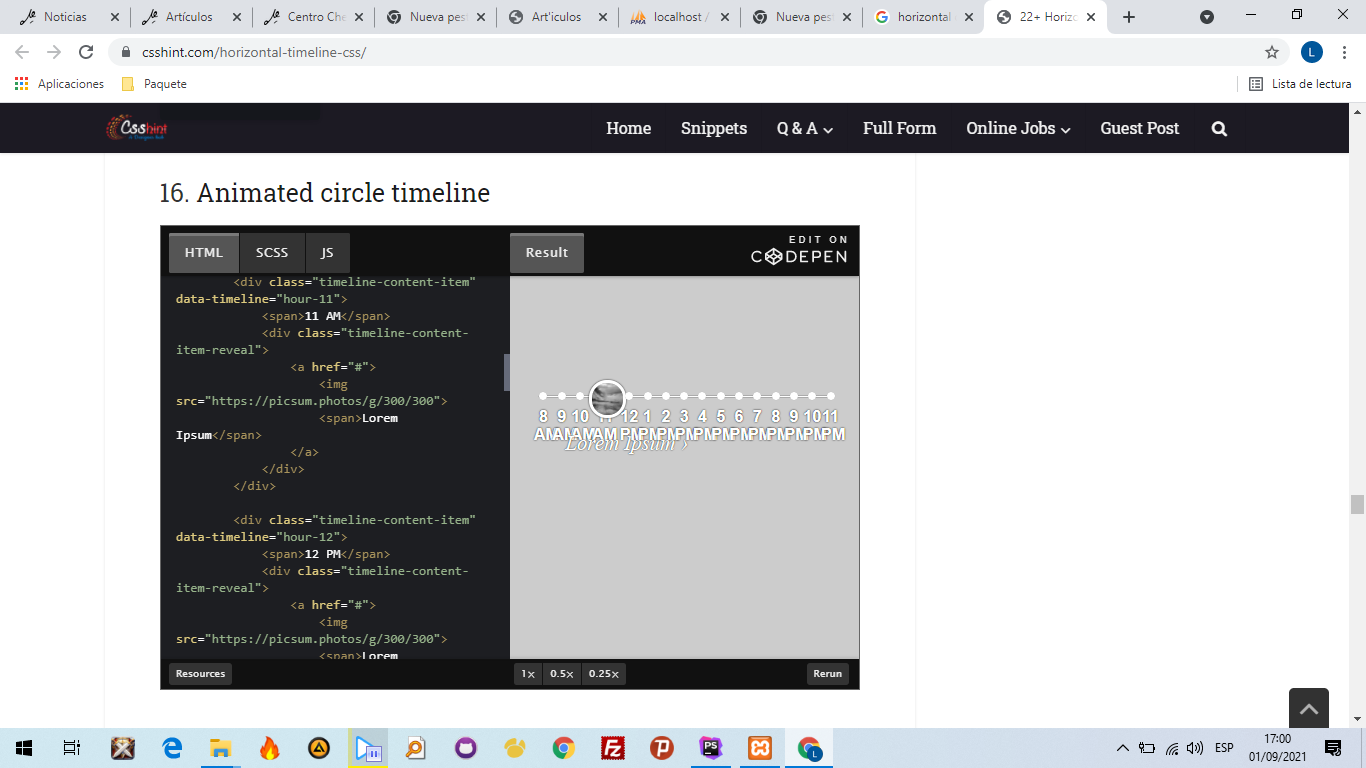 Noticias
Artículos
Centro Che
Nueva pest
Art'iculos
localhost /
Nueva pest
horizontal
22+ Horizo
csshint.com/horizontal-timeline-css/
L
Aplicaciones
Paquete
Lista de lectura
Csshint
Home
Snippets
Q & A
Full Form
Online Jobs
Guest Post
16. Animated circle timeline
HTML
SCSS
JS
Result
EDIT ON
CODEPEN
<div class="timeline-content-item"
data-timeline="hour-11">
<span>11 AM</span>
<div class="timeline-content-
item-reveal">
<a href="#">
<img
src="https://picsum.photos/g/300/300">
<span>Lorem
Ipsum</span>
</a>
</div>
</div>
<div class="timeline-content-item"
data-timeline="hour-12">
<span>12 PM</span>
<div class="timeline-content-
item-reveal">
<a href="#">
<img
src="https://picsum.photos/g/300/300">
<span>Lorem
8 9 10 11 12 1 2 3 4 5 6 7 8 9 10 11
AM AM AM AM PM PM PM PM PM PM PM PM PM PM PM PM
Lorem Ipsum ›
Resources
1x
0.5x
0.25x
Rerun
PS
ESP
17:00
01/09/2021